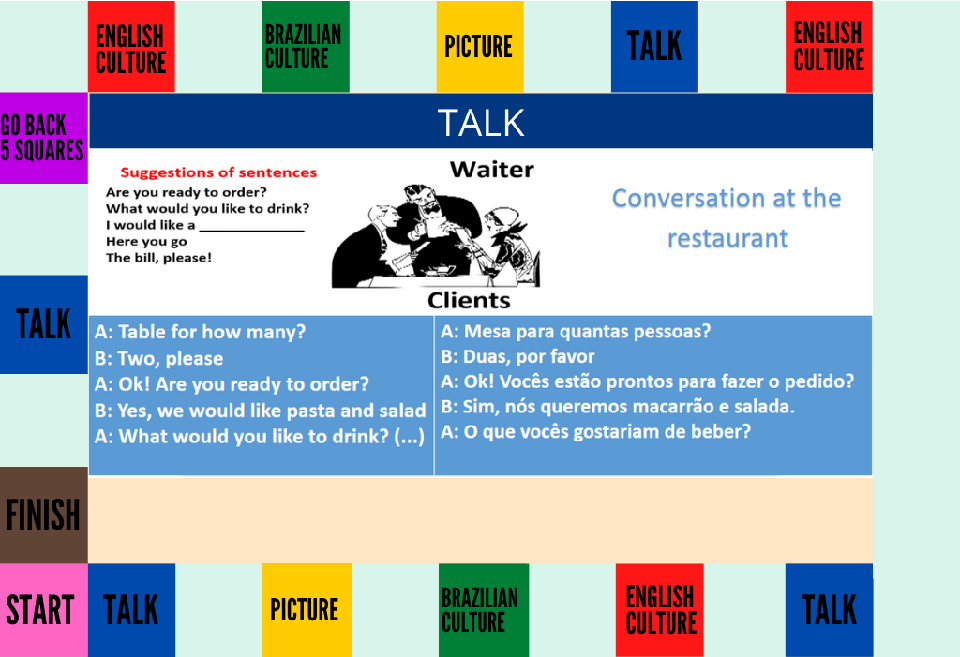 ENGLISH
CULTURE
BRAZILIAN
CULTURE
PICTURE
TALK
ENGLISH
CULTURE
GO BACK
5 SQUARES
TALK
Suggestions of sentences
Are you ready to order?
What would you like to drink?
I would like a _______________
Here you go
The bill, please!
Waiter
Clients
Conversation at the
restaurant
TALK
A: Table for how many?
B: Two, please
A: Ok! Are you ready to order?
B: Yes, we would like pasta and salad
A: What would you like to drink? (...)
A: Mesa para quantas pessoas?
B: Duas, por favor
A: Ok! Vocês estão prontos para fazer o pedido?
B: Sim, nós queremos macarrão e salada.
A: O que vocês gostariam de beber?
FINISH
START
TALK
PICTURE
BRAZILIAN
CULTURE
ENGLISH
CULTURE
TALK